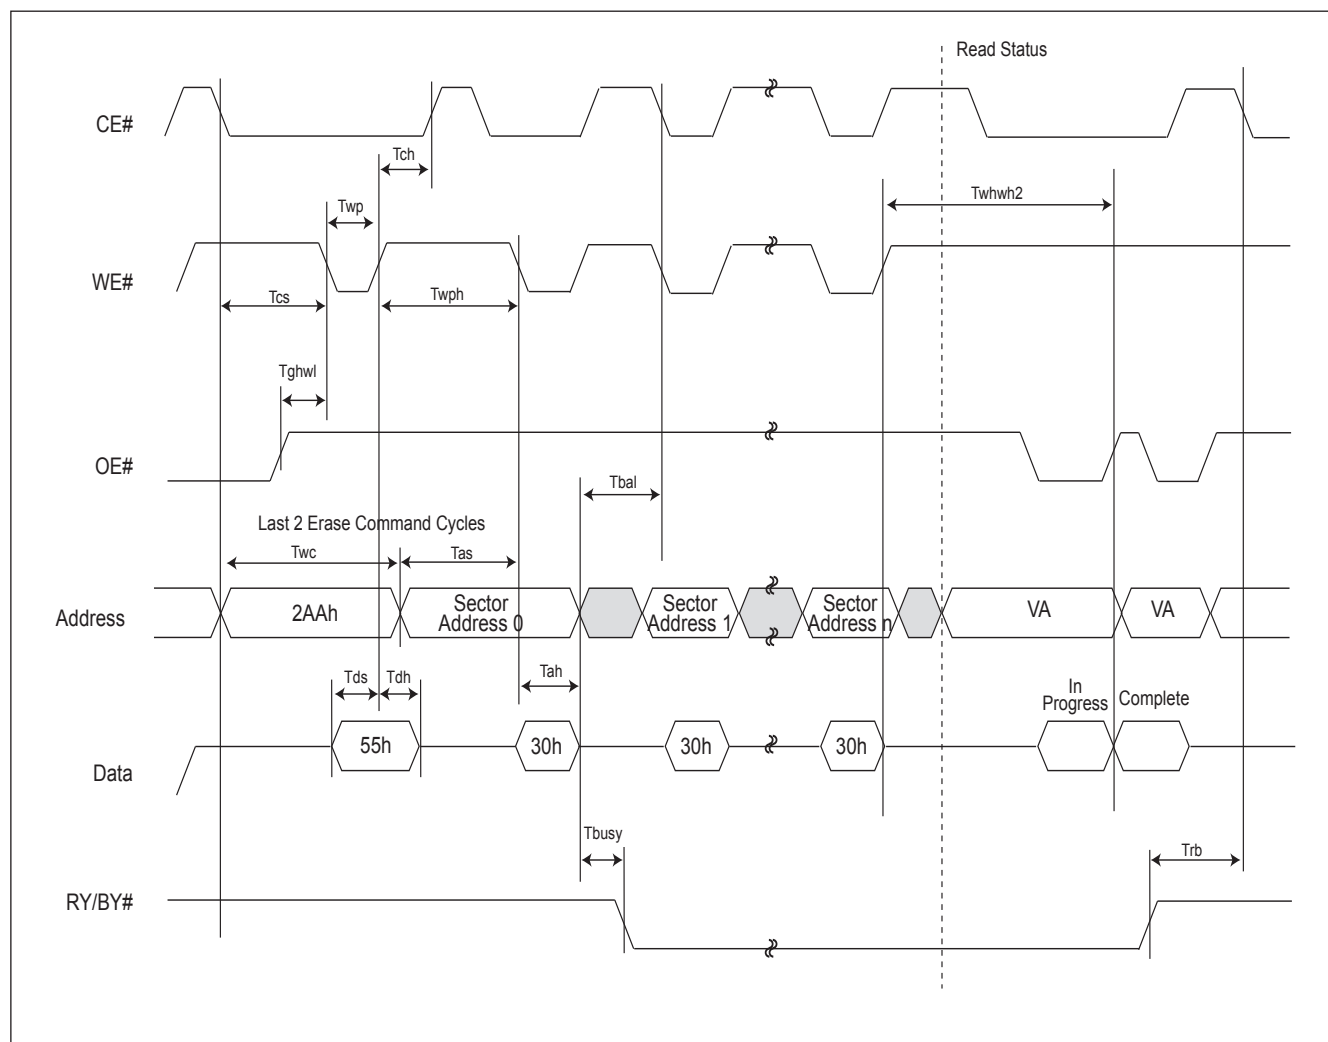 Read Status
CE#
Tch
Twhwh2
Twp
WE#
Tcs
Twph
Tghwl
OE#
Tbal
Last 2 Erase Command Cycles
Twc
Tas
Address
2AAh
Sector
Address 0
Sector
Address 1
Sector
Address n
VA
VA
Tds
Tdh
Tah
In
Progress
Complete
55h
30h
30h
30h
Data
Tbusy
Trb
RY/BY#